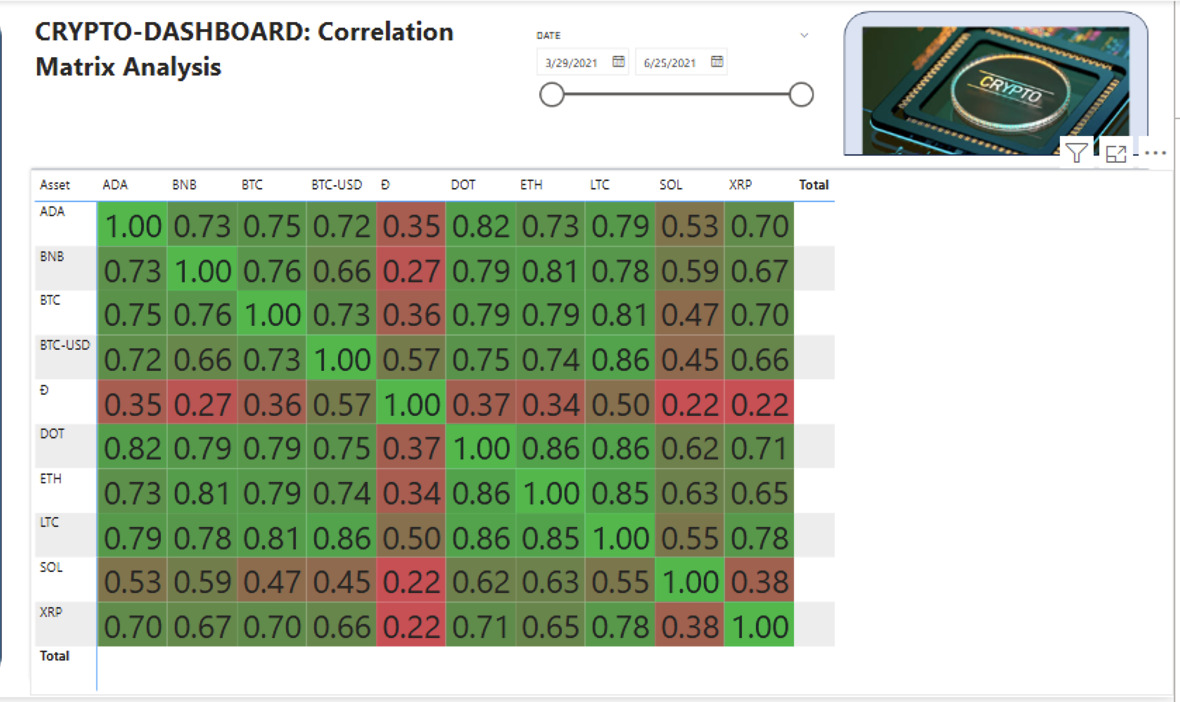 CRYPTO-DASHBOARD: Correlation
Matrix Analysis
DATE
3/29/2021 6/25/2021
CRYPTO
Asset ADA BNB BTC BTC-USD Đ DOT ETH LTC SOL XRP Total
ADA 1.00 0.73 0.75 0.72 0.35 0.82 0.73 0.79 0.53 0.70
BNB 0.73 1.00 0.76 0.66 0.27 0.79 0.81 0.78 0.59 0.67
BTC 0.75 0.76 1.00 0.73 0.36 0.79 0.79 0.81 0.47 0.70
BTC-USD 0.72 0.66 0.73 1.00 0.57 0.75 0.74 0.86 0.45 0.66
Đ 0.35 0.27 0.36 0.57 1.00 0.37 0.34 0.50 0.22 0.22
DOT 0.82 0.79 0.79 0.75 0.37 1.00 0.86 0.86 0.62 0.71
ETH 0.73 0.81 0.79 0.74 0.34 0.86 1.00 0.85 0.63 0.65
LTC 0.79 0.78 0.81 0.86 0.50 0.86 0.85 1.00 0.55 0.78
SOL 0.53 0.59 0.47 0.45 0.22 0.62 0.63 0.55 1.00 0.38
XRP 0.70 0.67 0.70 0.66 0.22 0.71 0.65 0.78 0.38 1.00
Total